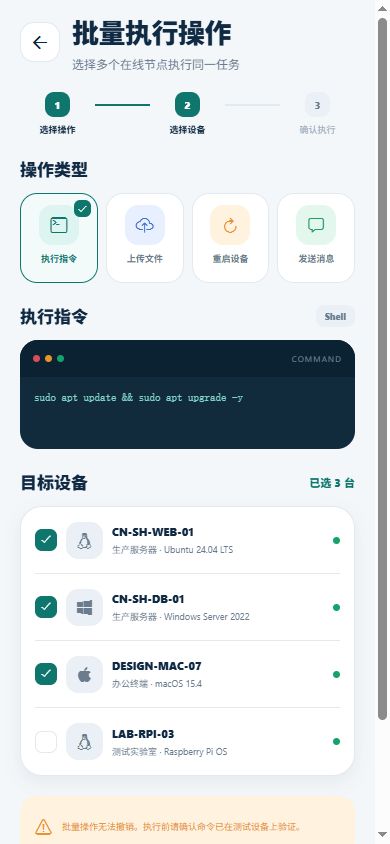 批量执行操作
选择多个在线节点执行同一任务
1
2
3
选择操作
选择设备
确认执行
操作类型
执行指令
上传文件
重启设备
发送消息
执行指令
Shell
COMMAND
sudo apt update && sudo apt upgrade -y
目标设备
已选 3 台
CN-SH-WEB-01
生产服务器 · Ubuntu 24.04 LTS
CN-SH-DB-01
生产服务器 · Windows Server 2022
DESIGN-MAC-07
办公终端 · macOS 15.4
LAB-RPI-03
测试实验室 · Raspberry Pi OS
批量操作无法撤销。执行前请确认命令已在测试设备上验证。